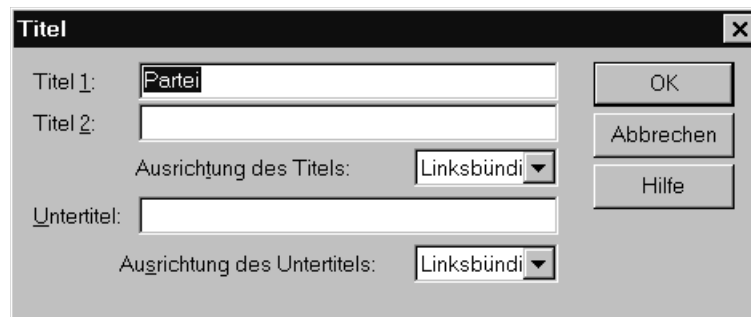 Titel
Titel 1: Partei OK
Titel 2: Abbrechen
Ausrichtung des Titels: Linksbündi Hilfe
Untertitel:
Ausrichtung des Untertitels: Linksbündi